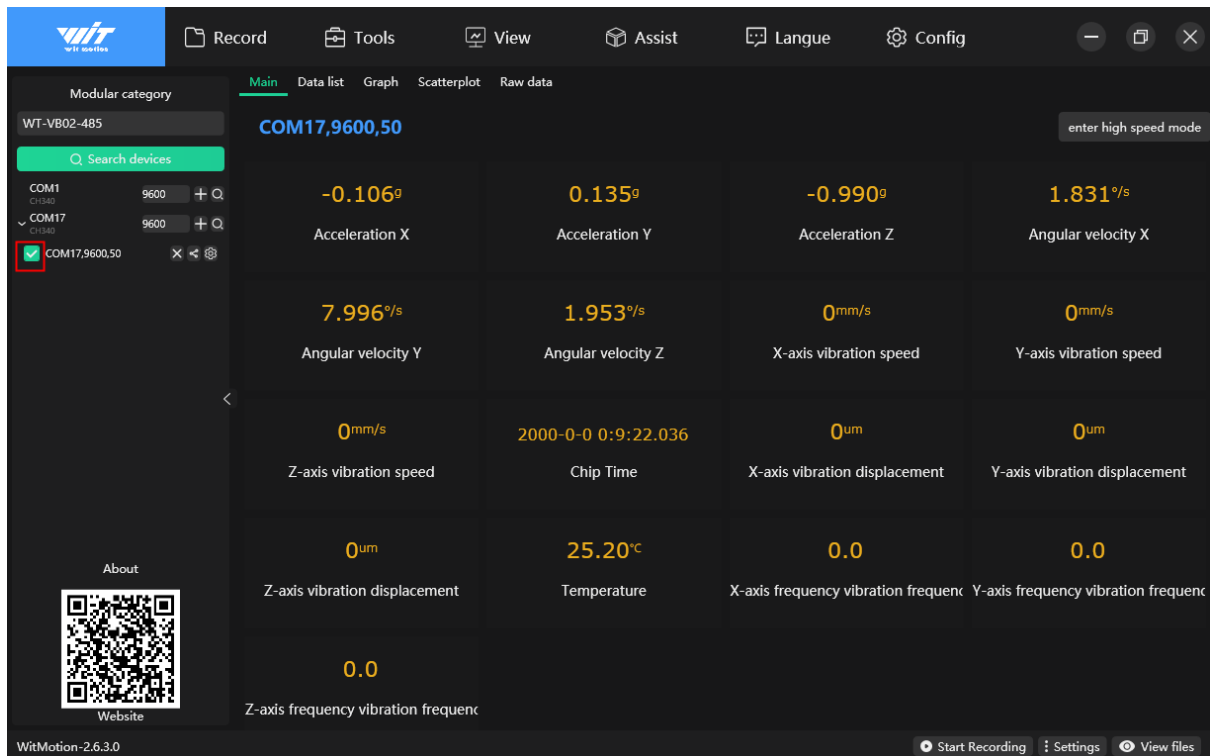 wit motion
Record Tools View Assist Langue Config
Modular category
WT-VB02-485
Search devices
COM1 9600
CH340
COM17 9600
CH340
COM17,9600,50
About
Website
Main Data list Graph Scatterplot Raw data
COM17,9600,50 enter high speed mode
-0.106g 0.135g -0.990g 1.831°/s
Acceleration X Acceleration Y Acceleration Z Angular velocity X
7.996°/s 1.953°/s 0mm/s 0mm/s
Angular velocity Y Angular velocity Z X-axis vibration speed Y-axis vibration speed
0mm/s 2000-0-0 0:9:22.036 0um 0um
Z-axis vibration speed Chip Time X-axis vibration displacement Y-axis vibration displacement
0um 25.20°C 0.0 0.0
Z-axis vibration displacement Temperature X-axis frequency vibration frequenc Y-axis frequency vibration frequenc
0.0
Z-axis frequency vibration frequenc
WitMotion-2.6.3.0 Start Recording Settings View files